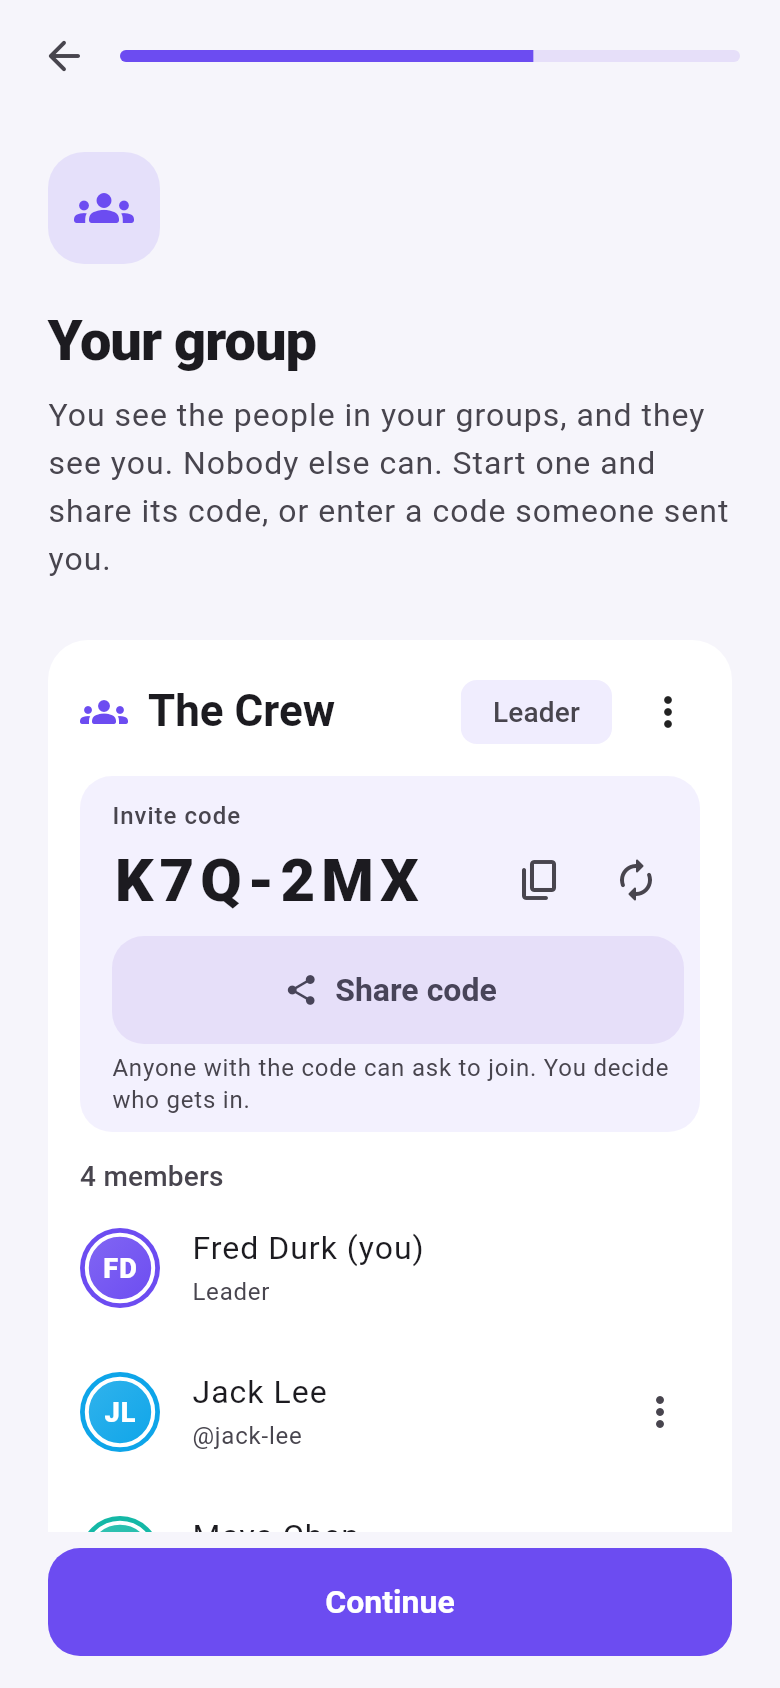 Your group
You see the people in your groups, and they
see you. Nobody else can. Start one and
share its code, or enter a code someone sent
you.
The Crew
Leader
Invite code
K7Q-2MX
Share code
Anyone with the code can ask to join. You decide
who gets in.
4 members
FD
Fred Durk (you)
Leader
JL
Jack Lee
@jack-lee
Continue